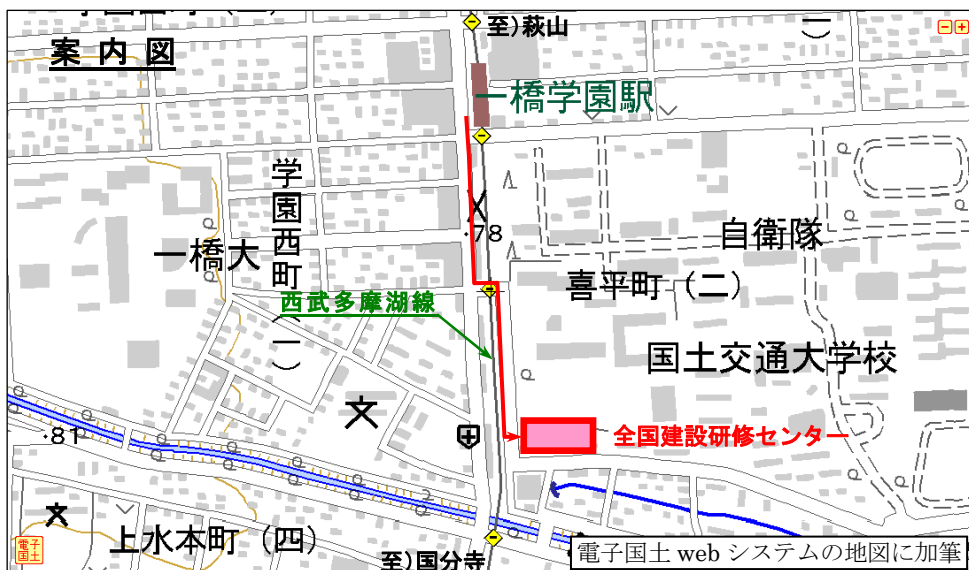 至）萩山
案内図
一橋学園駅
学園西町（一）
・78
自衛隊
一橋大
喜平町（二）
西武多摩湖線
国土交通大学校
全国建設研修センター
・81
上水本町（四）
至）国分寺
電子国土
電子国土 web システムの地図に加筆